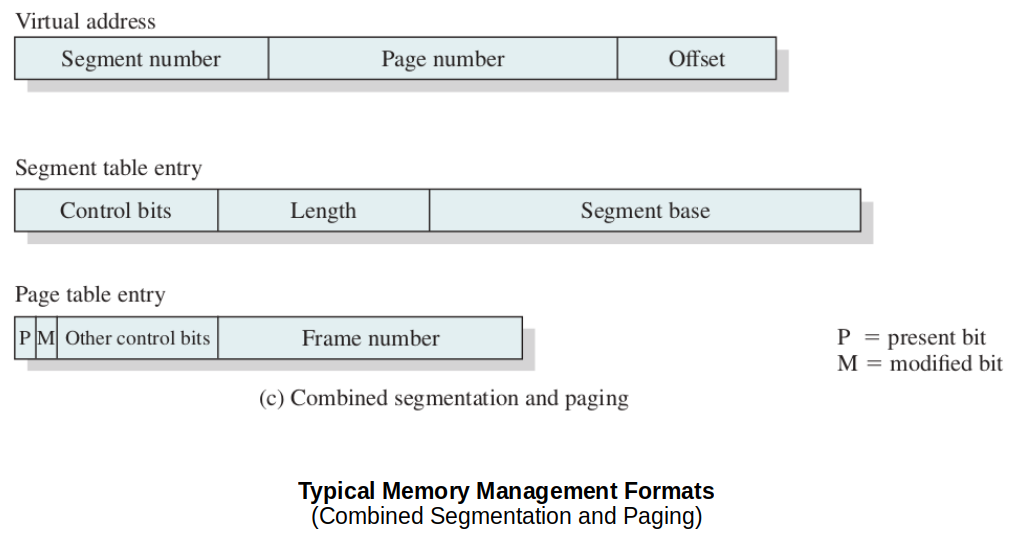 Virtual address
Segment number Page number Offset
Segment table entry
Control bits Length Segment base
Page table entry
P M Other control bits Frame number
P = present bit
M = modified bit
(c) Combined segmentation and paging
Typical Memory Management Formats
(Combined Segmentation and Paging)